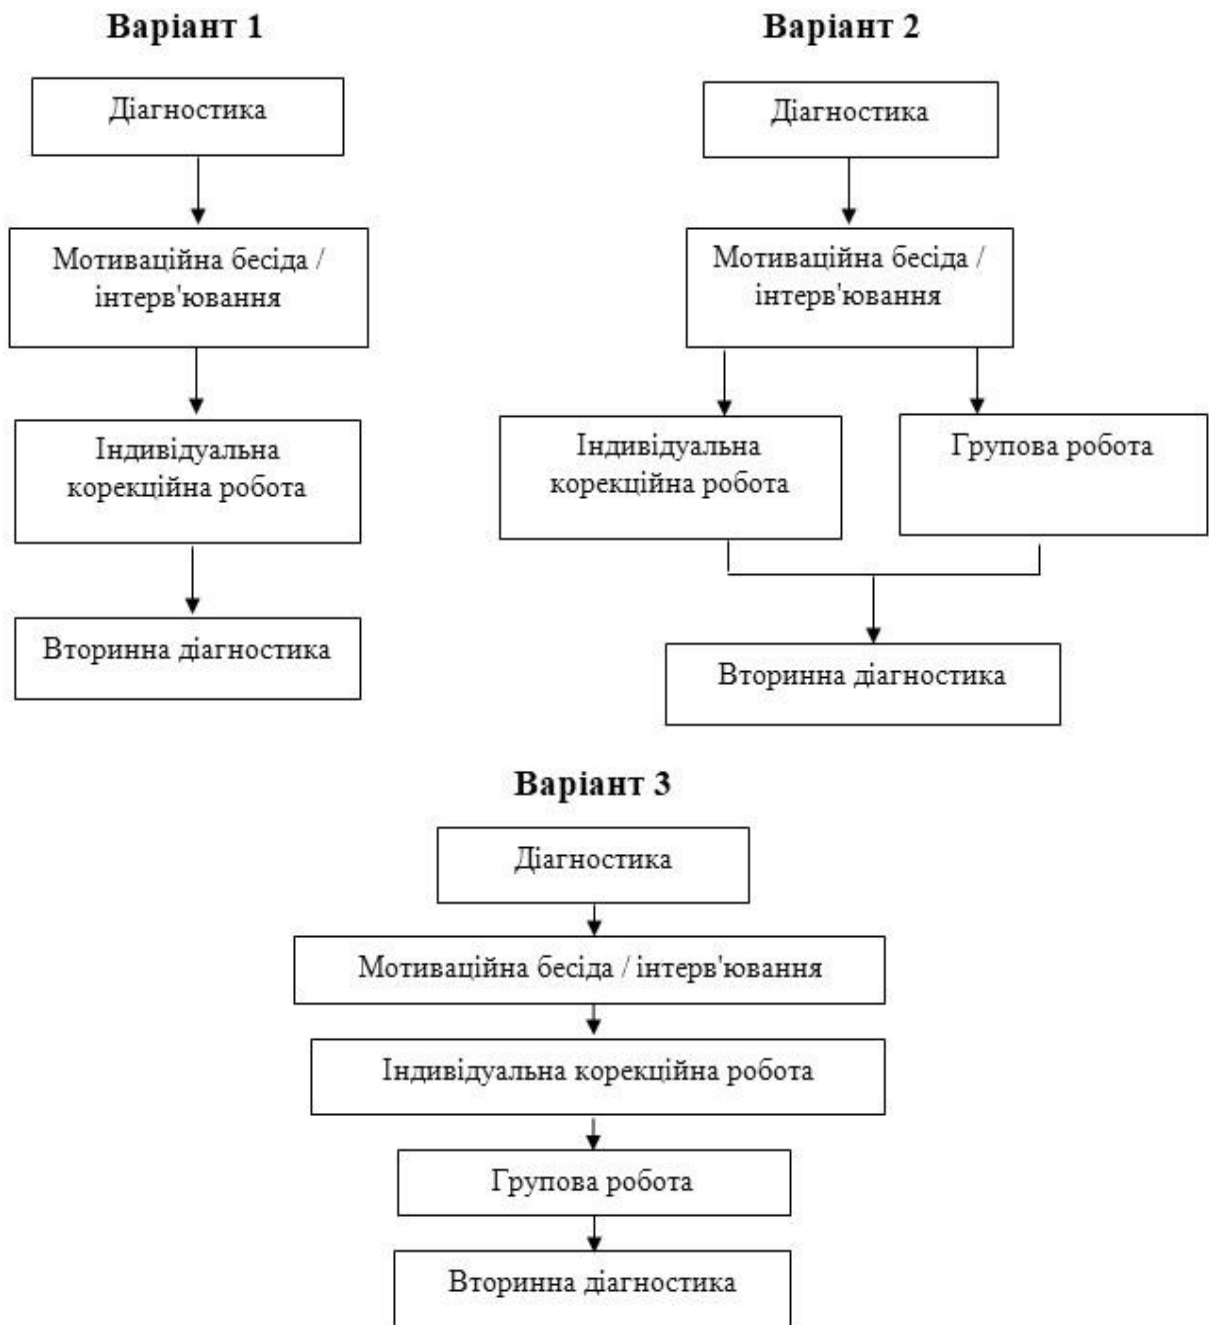 Варіант 1
Діагностика
Мотиваційна бесіда /
інтерв'ювання
Індивідуальна
корекційна робота
Вторинна діагностика
Варіант 2
Діагностика
Мотиваційна бесіда /
інтерв'ювання
Індивідуальна
корекційна робота
Групова робота
Вторинна діагностика
Варіант 3
Діагностика
Мотиваційна бесіда / інтерв'ювання
Індивідуальна корекційна робота
Групова робота
Вторинна діагностика